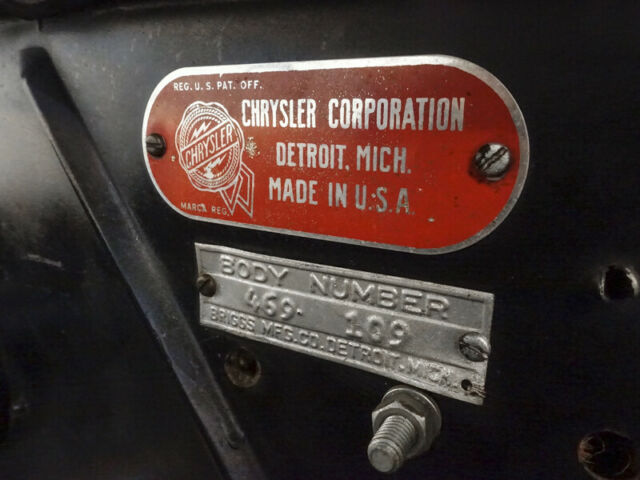 REG. U.S. PAT. OFF.
CHRYSLER CORPORATION
CHRYSLER
DETROIT, MICH.
MADE IN U.S.A
MARCA REG.
BODY NUMBER
469- 109
BRIGGS MFG.CO.DETROIT.MICH.